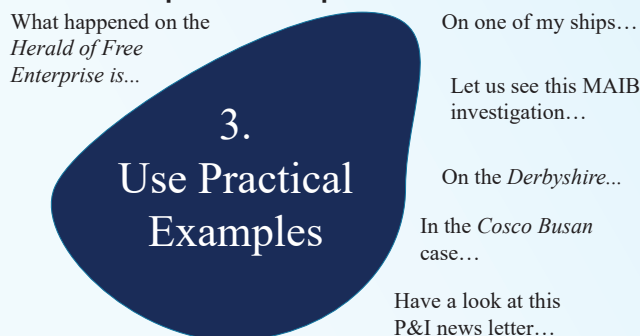 What happened on the
Herald of Free
Enterprise is...
3.
Use Practical
Examples
On one of my ships…
Let us see this MAIB
investigation…
On the Derbyshire...
In the Cosco Busan
case…
Have a look at this
P&I news letter…